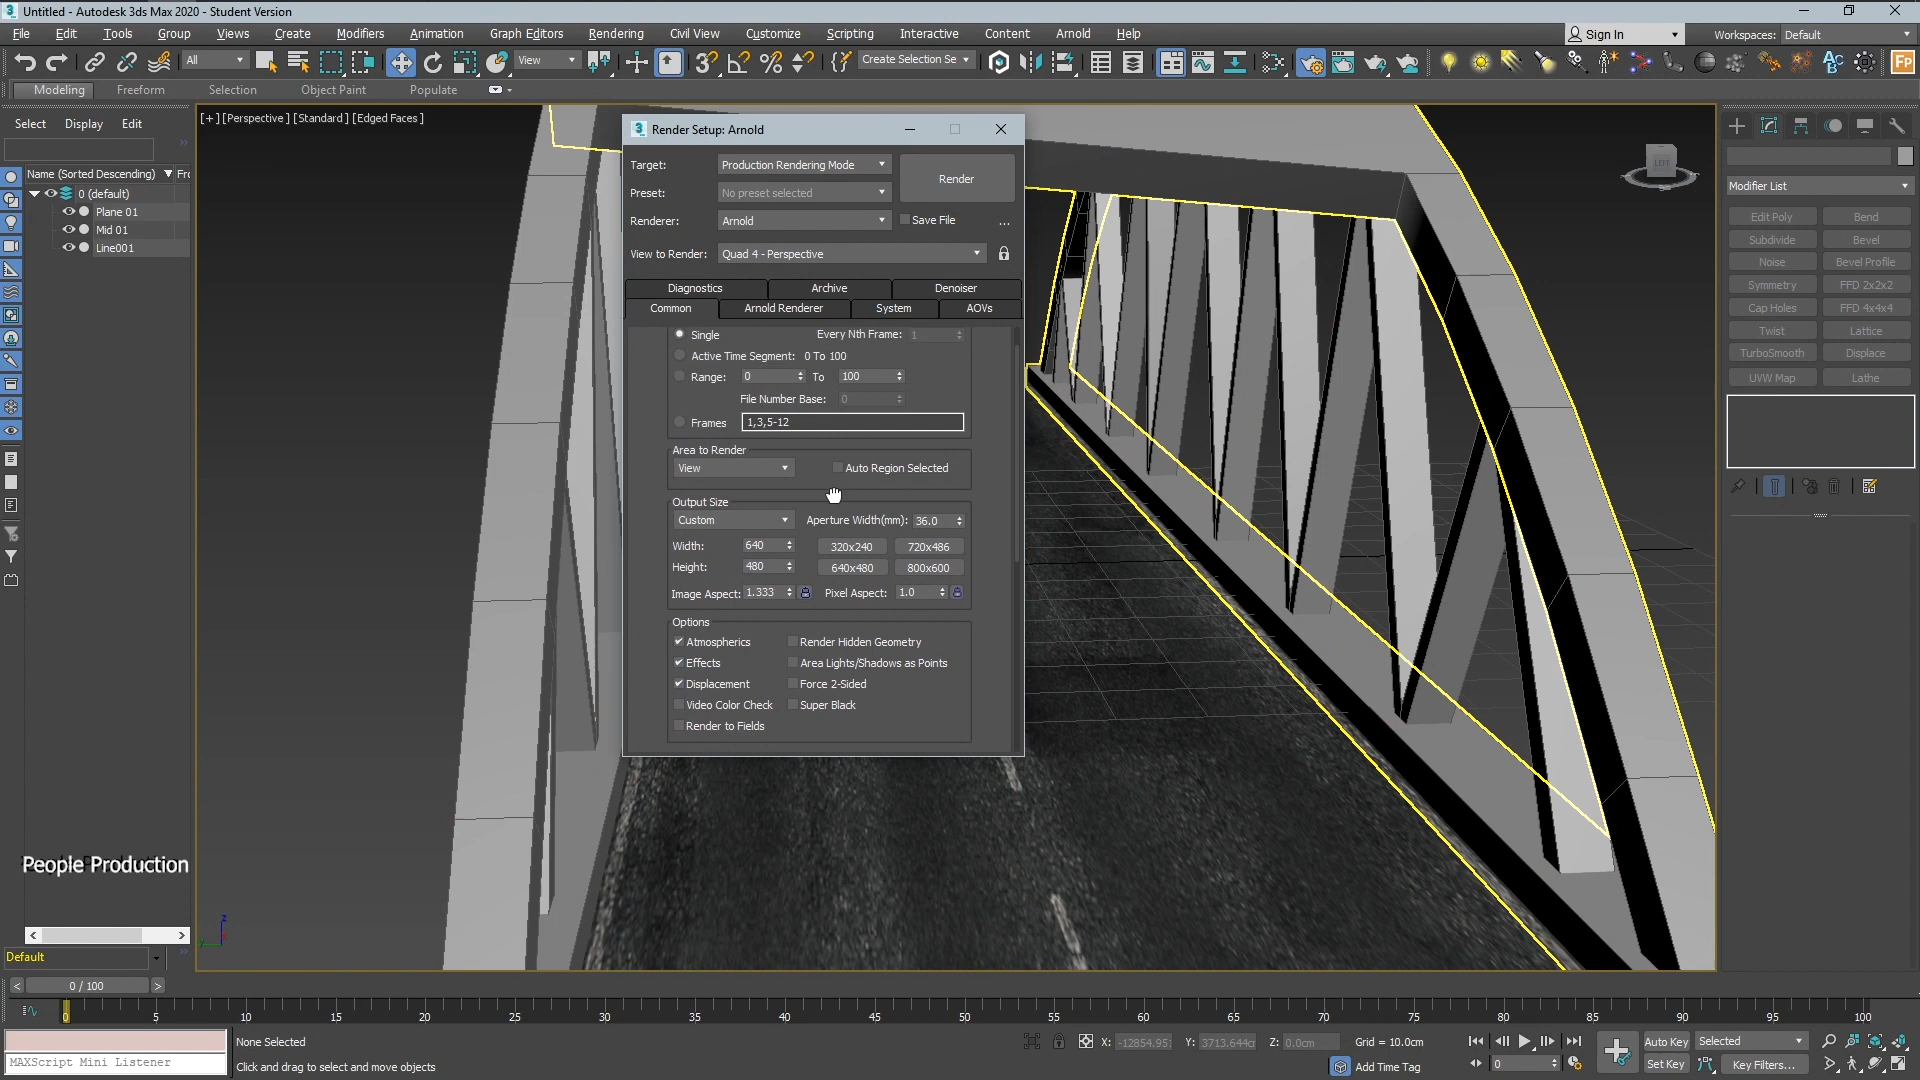 Untitled - Autodesk 3ds Max 2020 - Student Version
File Edit Tools Group Views Create Modifiers Animation Graph Editors Rendering Civil View Customize Scripting Interactive Content Arnold Help Sign In Workspaces: Default
All View Create Selection Se
Modeling Freeform Selection Object Paint Populate
Select Display Edit
[+] [Perspective ] [Standard ] [Edged Faces ]
Name (Sorted Descending) Fro
0 (default)
Plane 01
Mid 01
Line001
Render Setup: Arnold
Target: Production Rendering Mode Render
Preset: No preset selected
Renderer: Arnold Save File ...
View to Render: Quad 4 - Perspective
Diagnostics Archive Denoiser
Common Arnold Renderer System AOVs
Single Every Nth Frame: 1
Active Time Segment: 0 To 100
Range: 0 To 100
File Number Base: 0
Frames 1,3,5-12
Area to Render
View Auto Region Selected
Output Size
Custom Aperture Width(mm): 36.0
Width: 640 320x240 720x486
Height: 480 640x480 800x600
Image Aspect: 1.333 Pixel Aspect: 1.0
Options
Atmospherics Render Hidden Geometry
Effects Area Lights/Shadows as Points
Displacement Force 2-Sided
Video Color Check Super Black
Render to Fields
LEFT
Modifier List
Edit Poly Bend
Subdivide Bevel
Noise Bevel Profile
Symmetry FFD 2x2x2
Cap Holes FFD 4x4x4
Twist Lattice
TurboSmooth Displace
UVW Map Lathe
People Production
z
Default
0 / 100
0 5 10 15 20 25 30 35 40 45 50 55 60 65 70 75 80 85 90 95 100
None Selected X: -12854.95 Y: 3713.644cm Z: 0.0cm Grid = 10.0cm Auto Key Selected
MAXScript Mini Listener Click and drag to select and move objects Add Time Tag 0 Set Key Key Filters...